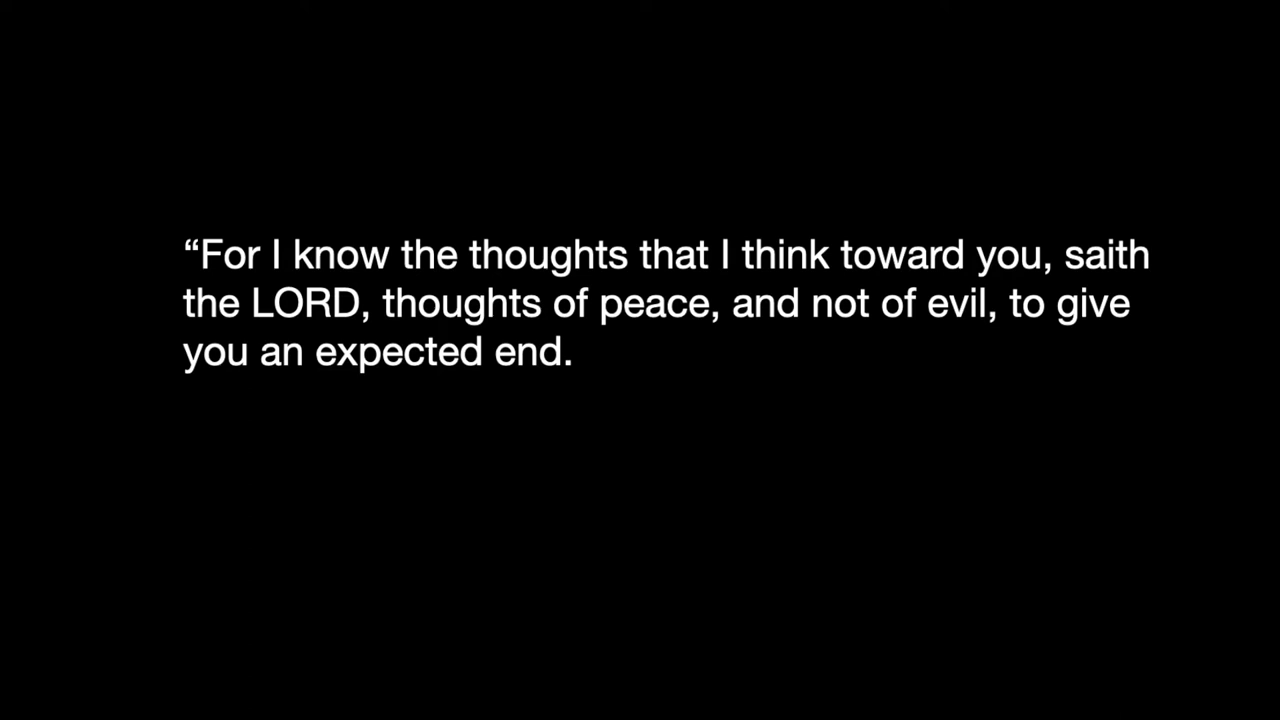 “For I know the thoughts that I think toward you, saith
the LORD, thoughts of peace, and not of evil, to give
you an expected end.